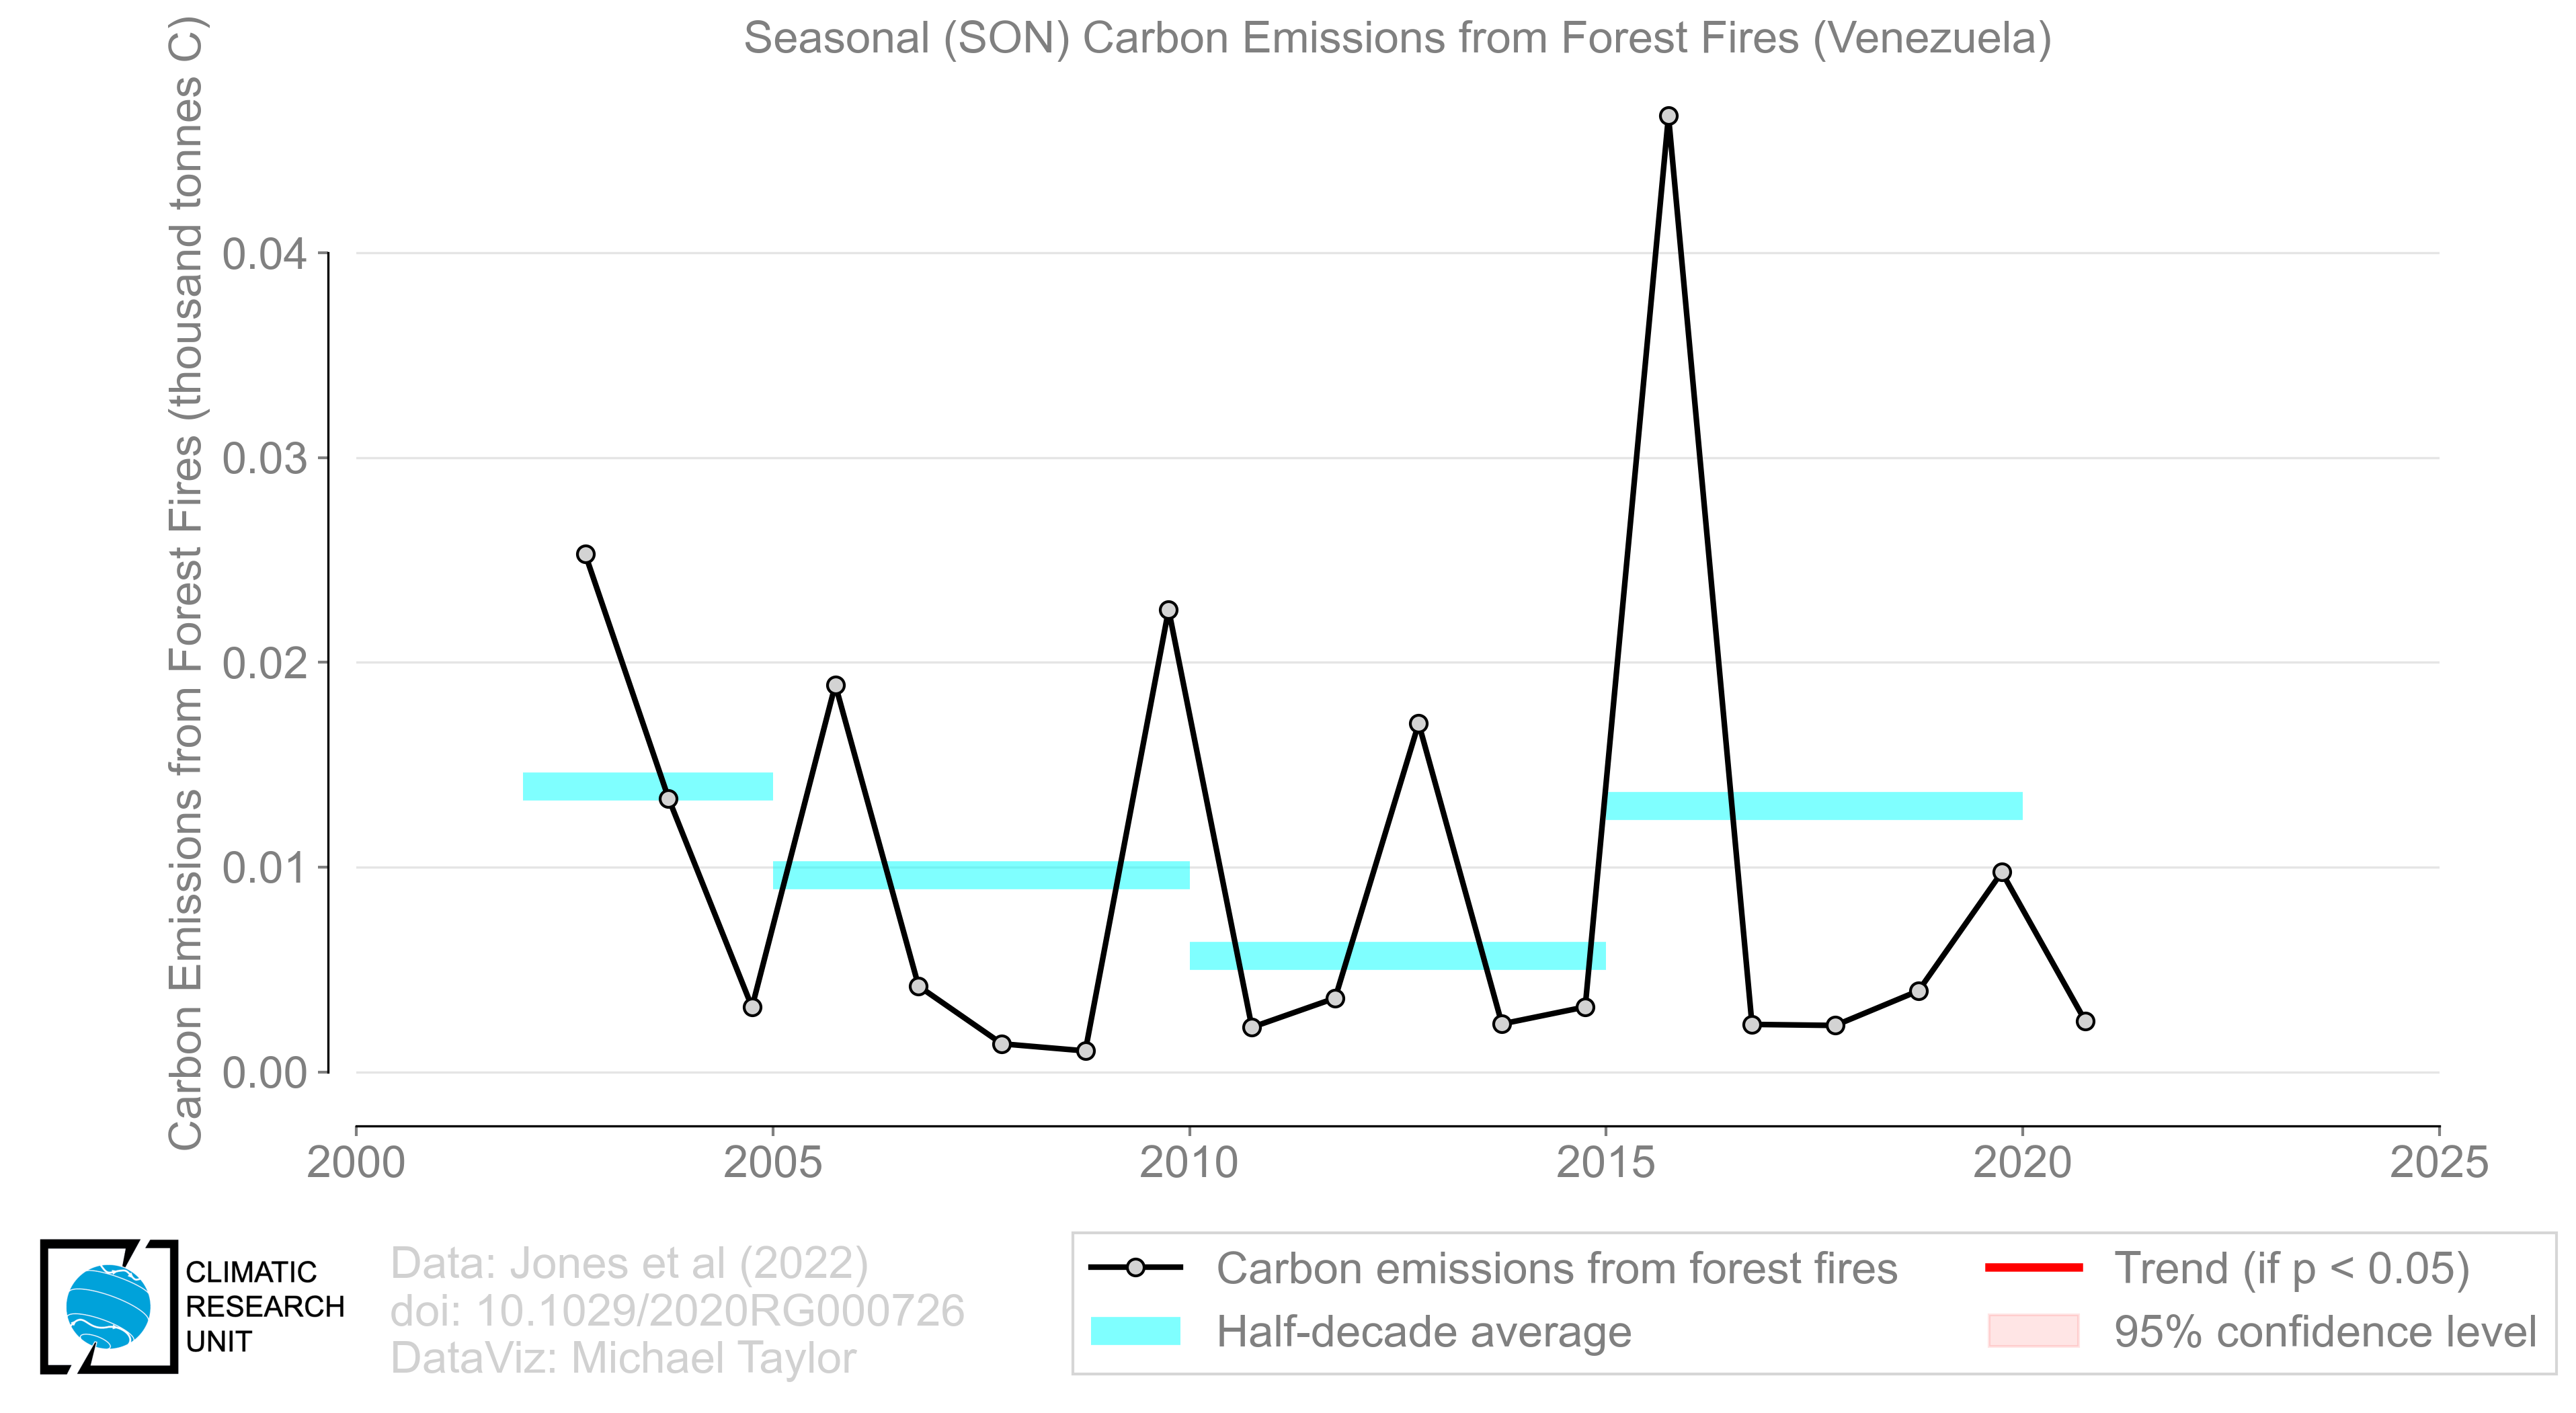 Seasonal (SON) Carbon Emissions from Forest Fires (Venezuela)
Carbon Emissions from Forest Fires (thousand tonnes C)
0.04
0.03
0.02
0.01
0.00
2000 2005 2010 2015 2020 2025
CLIMATIC
RESEARCH
UNIT
Data: Jones et al (2022)
doi: 10.1029/2020RG000726
DataViz: Michael Taylor
Carbon emissions from forest fires
Half-decade average
Trend (if p < 0.05)
95% confidence level